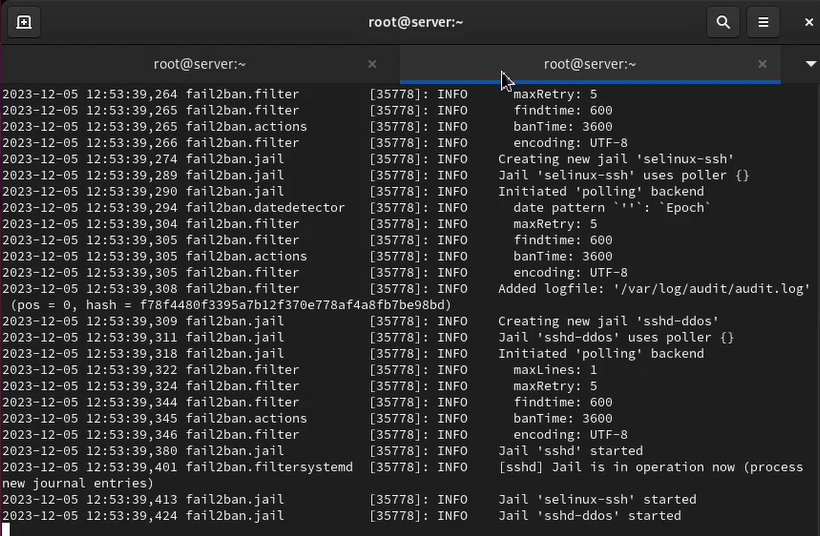 root@server:~
root@server:~ root@server:~
2023-12-05 12:53:39,264 fail2ban.filter [35778]: INFO maxRetry: 5
2023-12-05 12:53:39,265 fail2ban.filter [35778]: INFO findtime: 600
2023-12-05 12:53:39,265 fail2ban.actions [35778]: INFO banTime: 3600
2023-12-05 12:53:39,266 fail2ban.filter [35778]: INFO encoding: UTF-8
2023-12-05 12:53:39,274 fail2ban.jail [35778]: INFO Creating new jail 'selinux-ssh'
2023-12-05 12:53:39,289 fail2ban.jail [35778]: INFO Jail 'selinux-ssh' uses poller {}
2023-12-05 12:53:39,290 fail2ban.jail [35778]: INFO Initiated 'polling' backend
2023-12-05 12:53:39,294 fail2ban.datedetector [35778]: INFO date pattern `''`: `Epoch`
2023-12-05 12:53:39,304 fail2ban.filter [35778]: INFO maxRetry: 5
2023-12-05 12:53:39,305 fail2ban.filter [35778]: INFO findtime: 600
2023-12-05 12:53:39,305 fail2ban.actions [35778]: INFO banTime: 3600
2023-12-05 12:53:39,305 fail2ban.filter [35778]: INFO encoding: UTF-8
2023-12-05 12:53:39,308 fail2ban.filter [35778]: INFO Added logfile: '/var/log/audit/audit.log'
(pos = 0, hash = f78f4480f3395a7b12f370e778af4a8fb7be98bd)
2023-12-05 12:53:39,309 fail2ban.jail [35778]: INFO Creating new jail 'sshd-ddos'
2023-12-05 12:53:39,311 fail2ban.jail [35778]: INFO Jail 'sshd-ddos' uses poller {}
2023-12-05 12:53:39,318 fail2ban.jail [35778]: INFO Initiated 'polling' backend
2023-12-05 12:53:39,322 fail2ban.filter [35778]: INFO maxLines: 1
2023-12-05 12:53:39,324 fail2ban.filter [35778]: INFO maxRetry: 5
2023-12-05 12:53:39,344 fail2ban.filter [35778]: INFO findtime: 600
2023-12-05 12:53:39,345 fail2ban.actions [35778]: INFO banTime: 3600
2023-12-05 12:53:39,346 fail2ban.filter [35778]: INFO encoding: UTF-8
2023-12-05 12:53:39,380 fail2ban.jail [35778]: INFO Jail 'sshd' started
2023-12-05 12:53:39,401 fail2ban.filtersystemd [35778]: INFO [sshd] Jail is in operation now (process
new journal entries)
2023-12-05 12:53:39,413 fail2ban.jail [35778]: INFO Jail 'selinux-ssh' started
2023-12-05 12:53:39,424 fail2ban.jail [35778]: INFO Jail 'sshd-ddos' started